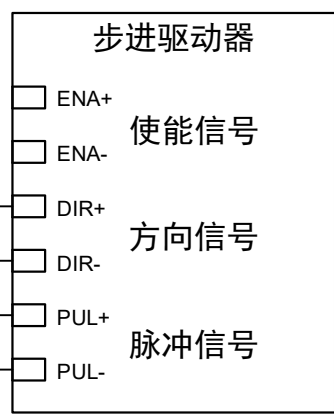 步进驱动器
ENA+
使能信号
ENA-
DIR+
方向信号
DIR-
PUL+
脉冲信号
PUL-